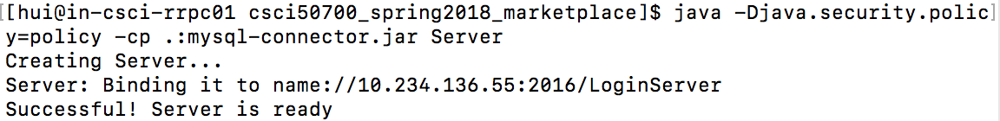 [[hui@in-csci-rrpc01 csci50700_spring2018_marketplace]$ java -Djava.security.polic]
y=policy -cp .:mysql-connector.jar Server
Creating Server...
Server: Binding it to name://10.234.136.55:2016/LoginServer
Successful! Server is ready